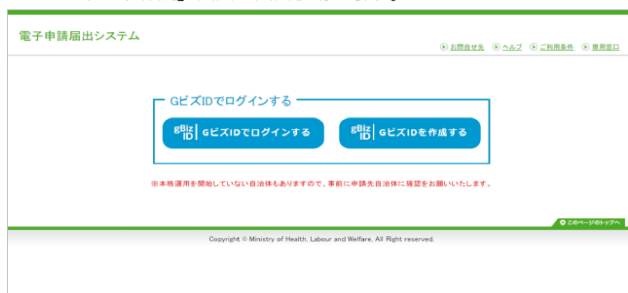 電子申請届出システム
お問合せ先 ヘルプ ご利用条件 専用窓口
GビズIDでログインする
gBiz ID GビズIDでログインする
gBiz ID GビズIDを作成する
※本格運用を開始していない自治体もありますので、事前に申請先自治体に確認をお願いいたします。
このページのトップへ
Copyright © Ministry of Health, Labour and Welfare, All Right reserved.